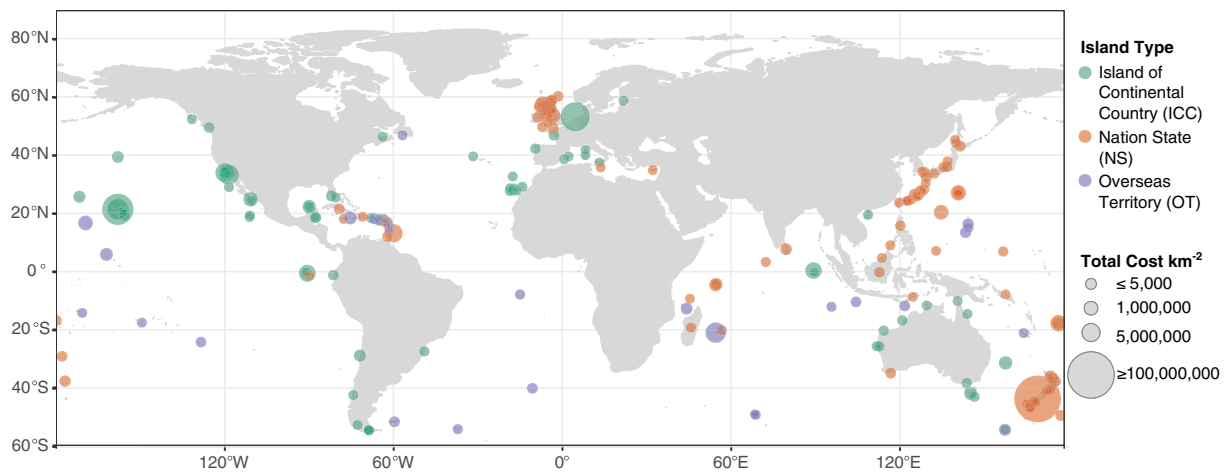 80°N
60°N
40°N
20°N
0°
20°S
40°S
60°S
120°W
60°W
0°
60°E
120°E
Island Type
Island of
Continental
Country (ICC)
Nation State
(NS)
Overseas
Territory (OT)
Total Cost km-2
≤ 5,000
1,000,000
5,000,000
≥100,000,000